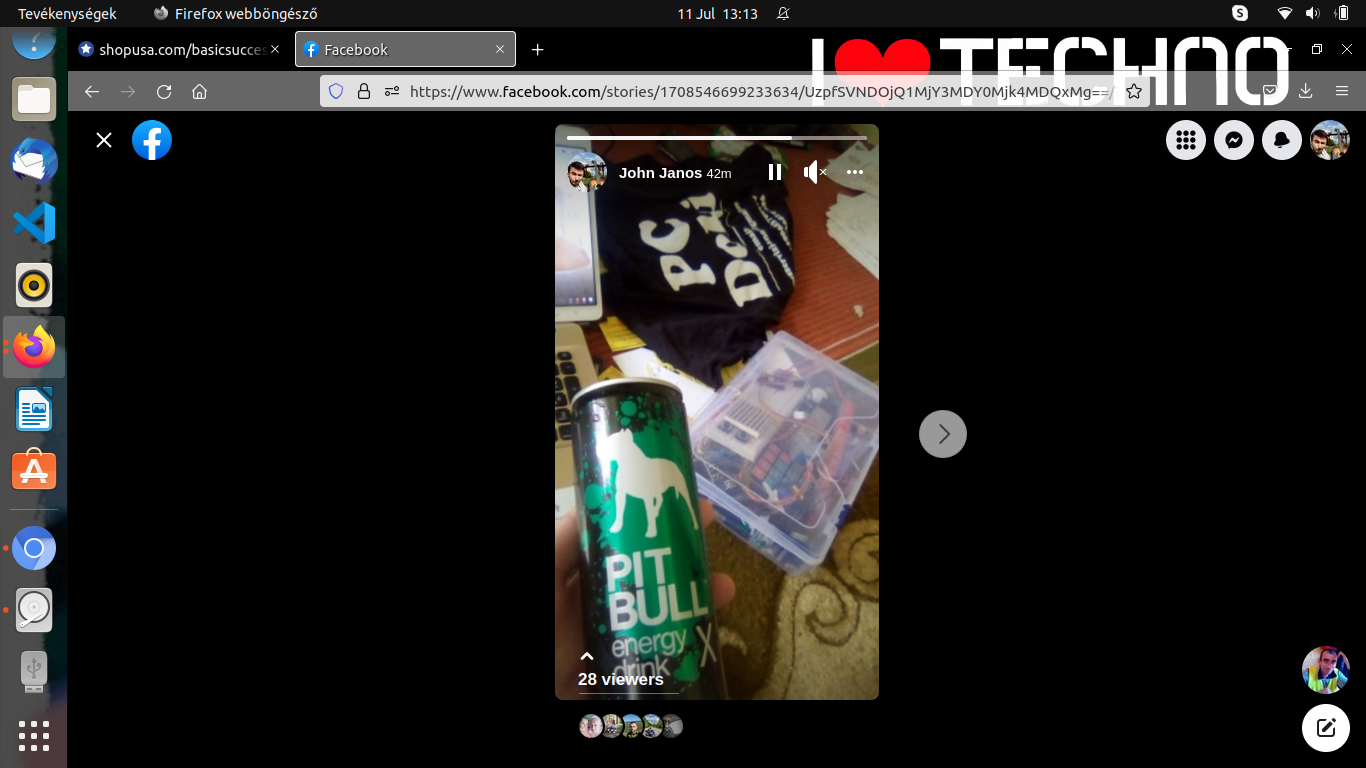 Tevékenységek
Firefox webböngésző
11 Jul 13:13
shopusa.com/basicsucces
Facebook
I TECHNO
https://www.facebook.com/stories/1708546699233634/UzpfSVNDOjQ1MjY3MDY0Mjk4MDQxMg==/
John Janos 42m
PIT
BULL
energy
drink X
28 viewers